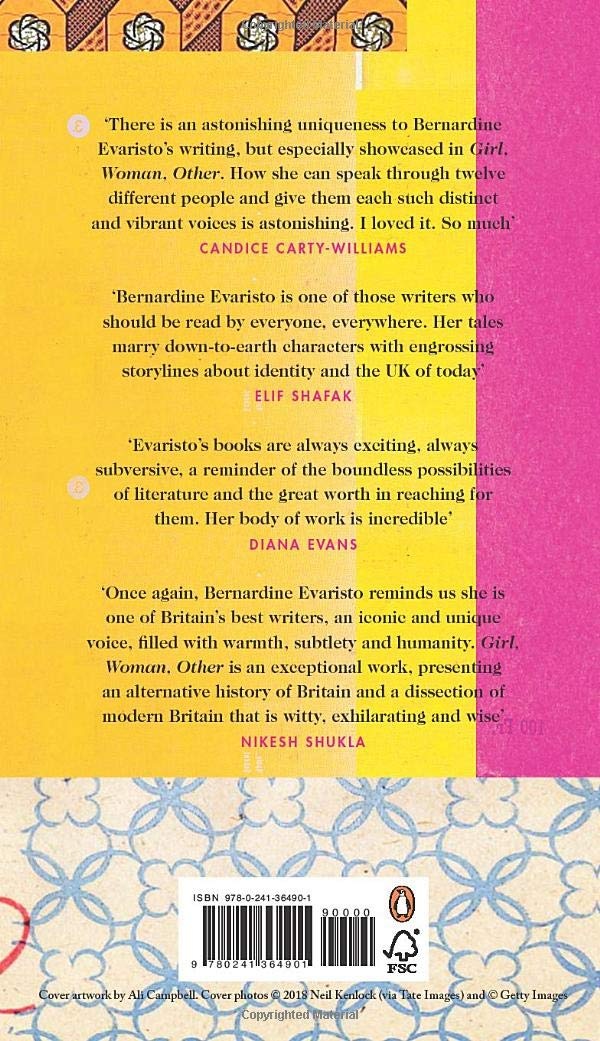 Copyrighted Material
‘There is an astonishing uniqueness to Bernardine
Evaristo’s writing, but especially showcased in Girl,
Woman, Other. How she can speak through twelve
different people and give them each such distinct
and vibrant voices is astonishing. I loved it. So much’
CANDICE CARTY-WILLIAMS
‘Bernardine Evaristo is one of those writers who
should be read by everyone, everywhere. Her tales
marry down-to-earth characters with engrossing
storylines about identity and the UK of today’
ELIF SHAFAK
‘Evaristo’s books are always exciting, always
subversive, a reminder of the boundless possibilities
of literature and the great worth in reaching for
them. Her body of work is incredible’
DIANA EVANS
‘Once again, Bernardine Evaristo reminds us she is
one of Britain’s best writers, an iconic and unique
voice, filled with warmth, subtlety and humanity. Girl,
Woman, Other is an exceptional work, presenting
an alternative history of Britain and a dissection of
modern Britain that is witty, exhilarating and wise’
NIKESH SHUKLA
ISBN 978-0-241-36490-1
90000
9 780241 364901
FSC
Cover artwork by Ali Campbell. Cover photos © 2018 Neil Kenlock (via Tate Images) and © Getty Images
Copyrighted Material